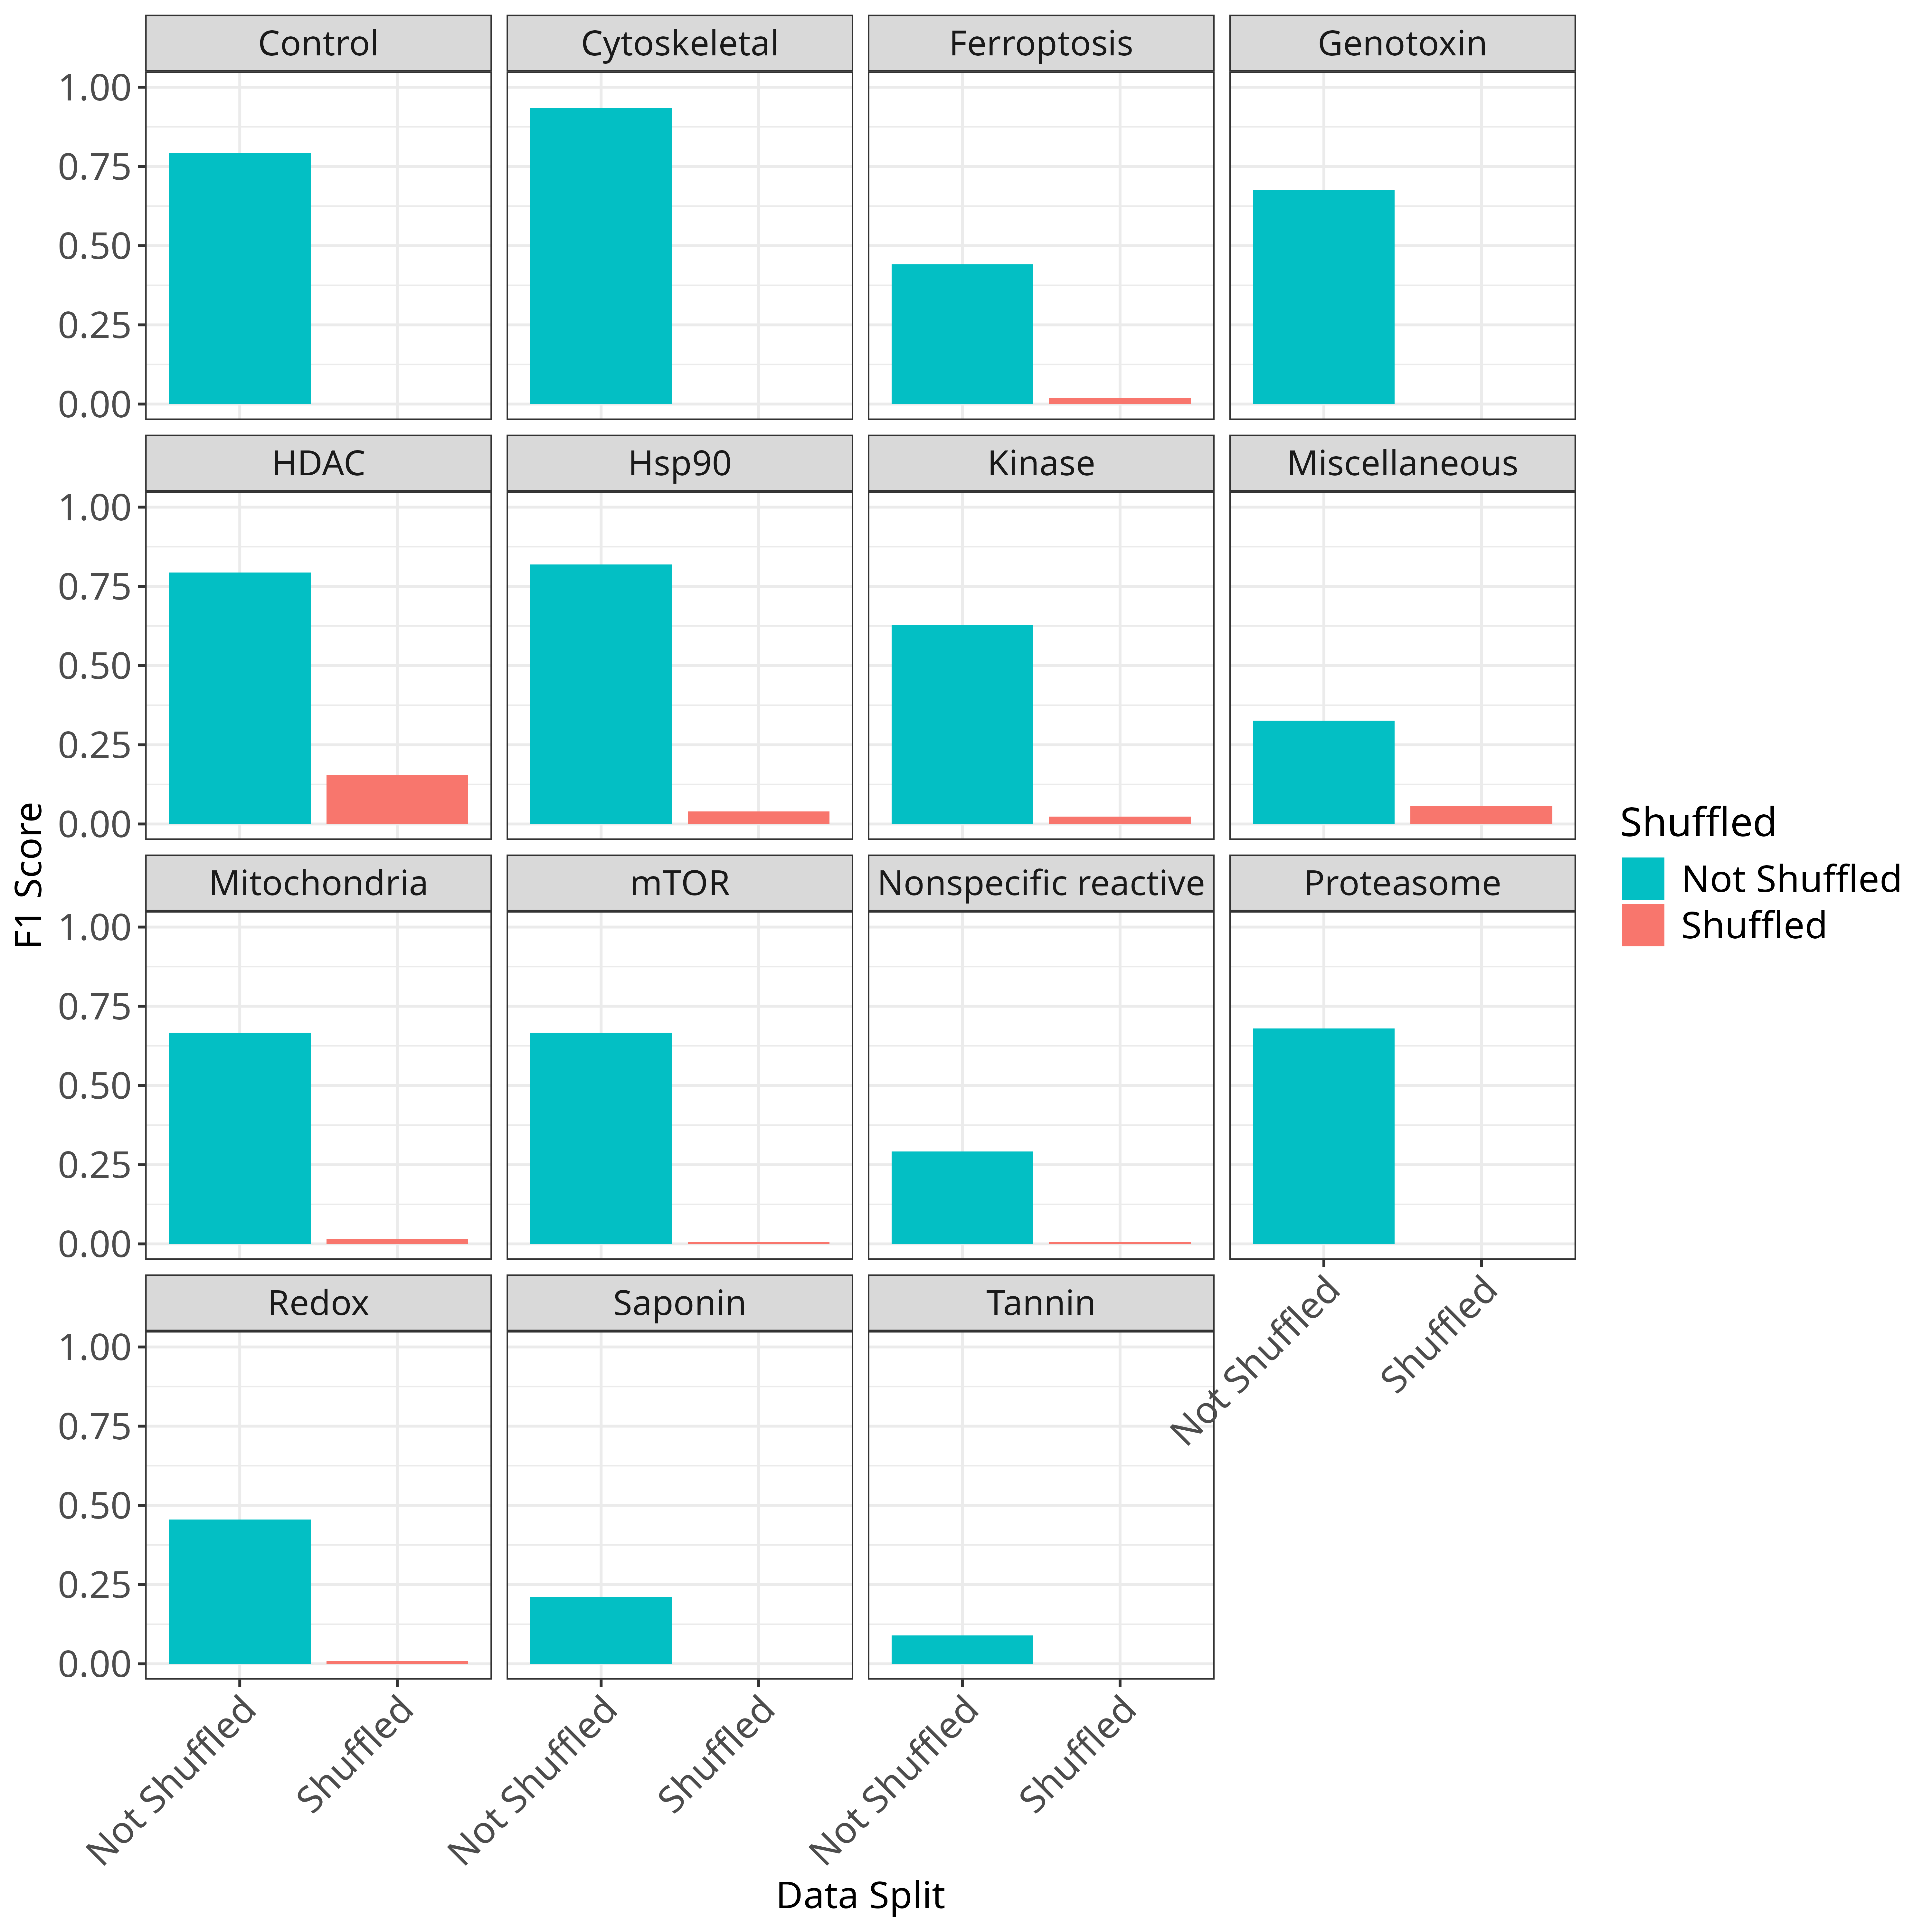 Control Cytoskeletal Ferroptosis Genotoxin
1.00
0.75
0.50
0.25
0.00
HDAC Hsp90 Kinase Miscellaneous
1.00
0.75
0.50
0.25
0.00
Mitochondria mTOR Nonspecific reactive Proteasome
1.00
0.75
0.50
0.25
0.00
Not Shuffled Shuffled
Redox Saponin Tannin
1.00
0.75
0.50
0.25
0.00
Not Shuffled Shuffled Not Shuffled Shuffled Not Shuffled Shuffled
Data Split
F1 Score
Shuffled
Not Shuffled
Shuffled